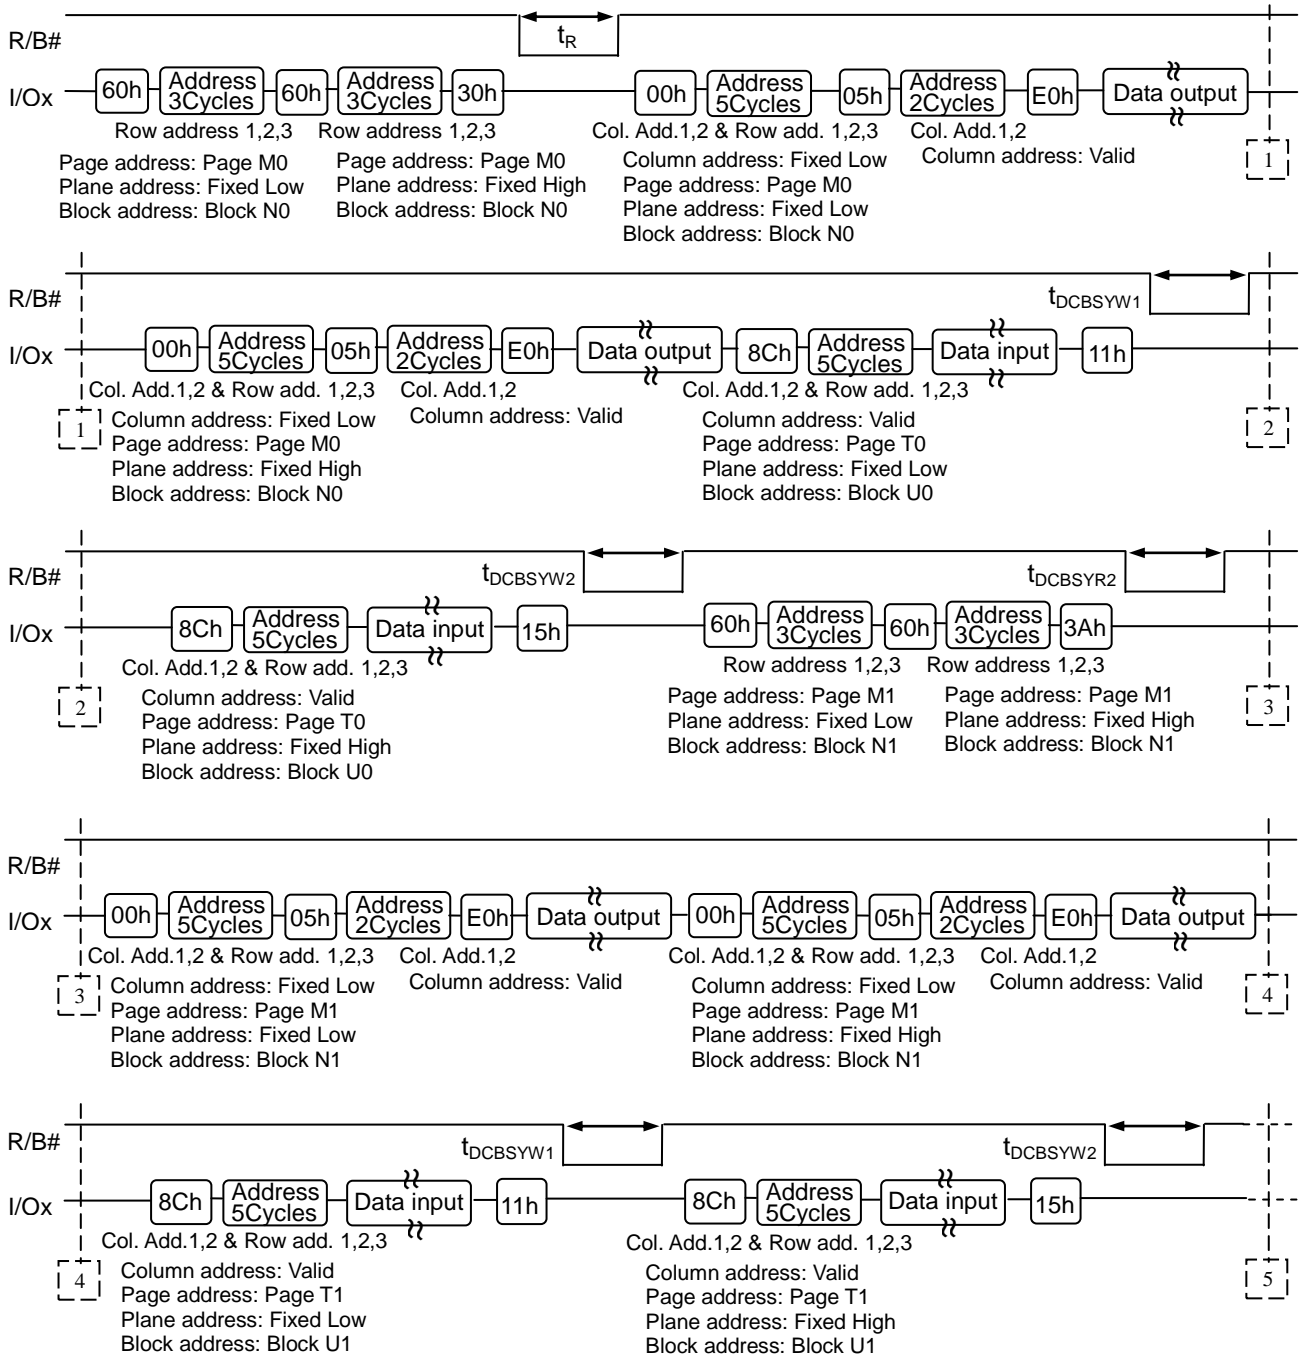 R/B#
tR
I/Ox
60h Address 3Cycles 60h Address 3Cycles 30h 00h Address 5Cycles 05h Address 2Cycles E0h Data output
Row address 1,2,3 Row address 1,2,3 Col. Add.1,2 & Row add. 1,2,3 Col. Add.1,2
Page address: Page M0
Plane address: Fixed Low
Block address: Block N0
Page address: Page M0
Plane address: Fixed High
Block address: Block N0
Column address: Fixed Low
Page address: Page M0
Plane address: Fixed Low
Block address: Block N0
Column address: Valid
1
R/B#
tDCBSYW1
I/Ox
00h Address 5Cycles 05h Address 2Cycles E0h Data output 8Ch Address 5Cycles Data input 11h
Col. Add.1,2 & Row add. 1,2,3 Col. Add.1,2 Col. Add.1,2 & Row add. 1,2,3
1
Column address: Fixed Low
Page address: Page M0
Plane address: Fixed High
Block address: Block N0
Column address: Valid
Column address: Valid
Page address: Page T0
Plane address: Fixed Low
Block address: Block U0
2
R/B#
tDCBSYW2
tDCBSYR2
I/Ox
8Ch Address 5Cycles Data input 15h 60h Address 3Cycles 60h Address 3Cycles 3Ah
Col. Add.1,2 & Row add. 1,2,3 Row address 1,2,3 Row address 1,2,3
2
Column address: Valid
Page address: Page T0
Plane address: Fixed High
Block address: Block U0
Page address: Page M1
Plane address: Fixed Low
Block address: Block N1
Page address: Page M1
Plane address: Fixed High
Block address: Block N1
3
R/B#
I/Ox
00h Address 5Cycles 05h Address 2Cycles E0h Data output 00h Address 5Cycles 05h Address 2Cycles E0h Data output
Col. Add.1,2 & Row add. 1,2,3 Col. Add.1,2 Col. Add.1,2 & Row add. 1,2,3 Col. Add.1,2
3
Column address: Fixed Low
Page address: Page M1
Plane address: Fixed Low
Block address: Block N1
Column address: Valid
Column address: Fixed Low
Page address: Page M1
Plane address: Fixed High
Block address: Block N1
Column address: Valid
4
R/B#
tDCBSYW1
tDCBSYW2
I/Ox
8Ch Address 5Cycles Data input 11h 8Ch Address 5Cycles Data input 15h
Col. Add.1,2 & Row add. 1,2,3 Col. Add.1,2 & Row add. 1,2,3
4
Column address: Valid
Page address: Page T1
Plane address: Fixed Low
Block address: Block U1
Column address: Valid
Page address: Page T1
Plane address: Fixed High
Block address: Block U1
5